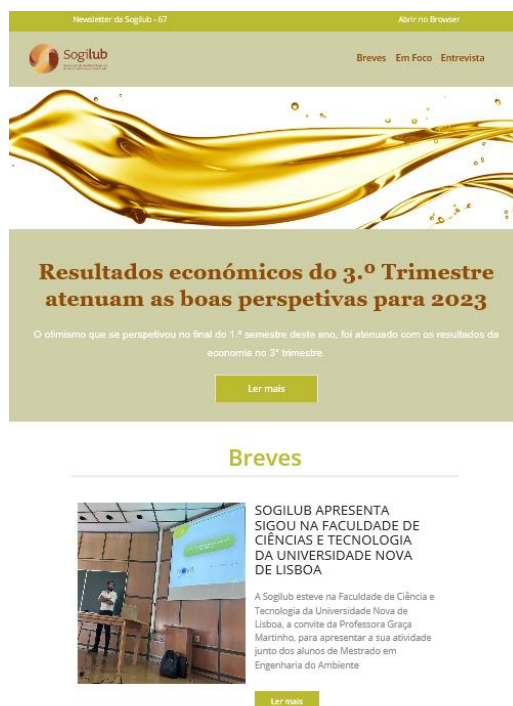 Newsletter da Sogilub - 67
Abrir no Browser
Sogilub
Breves Em Foco Entrevista
Resultados económicos do 3.º Trimestre
atenuam as boas perspetivas para 2023
O otimismo que se perspetivou no final do 1.º semestre deste ano, foi atenuado com os resultados da
economia no 3º trimestre.
Ler mais
Breves
SOGILUB APRESENTA
SIGOU NA FACULDADE DE
CIÊNCIAS E TECNOLOGIA
DA UNIVERSIDADE NOVA
DE LISBOA
A Sogilub esteve na Faculdade de Ciência e
Tecnologia da Universidade Nova de
Lisboa, a convite da Professora Graça
Martinho, para apresentar a sua atividade
junto dos alunos de Mestrado em
Engenharia do Ambiente
Ler mais